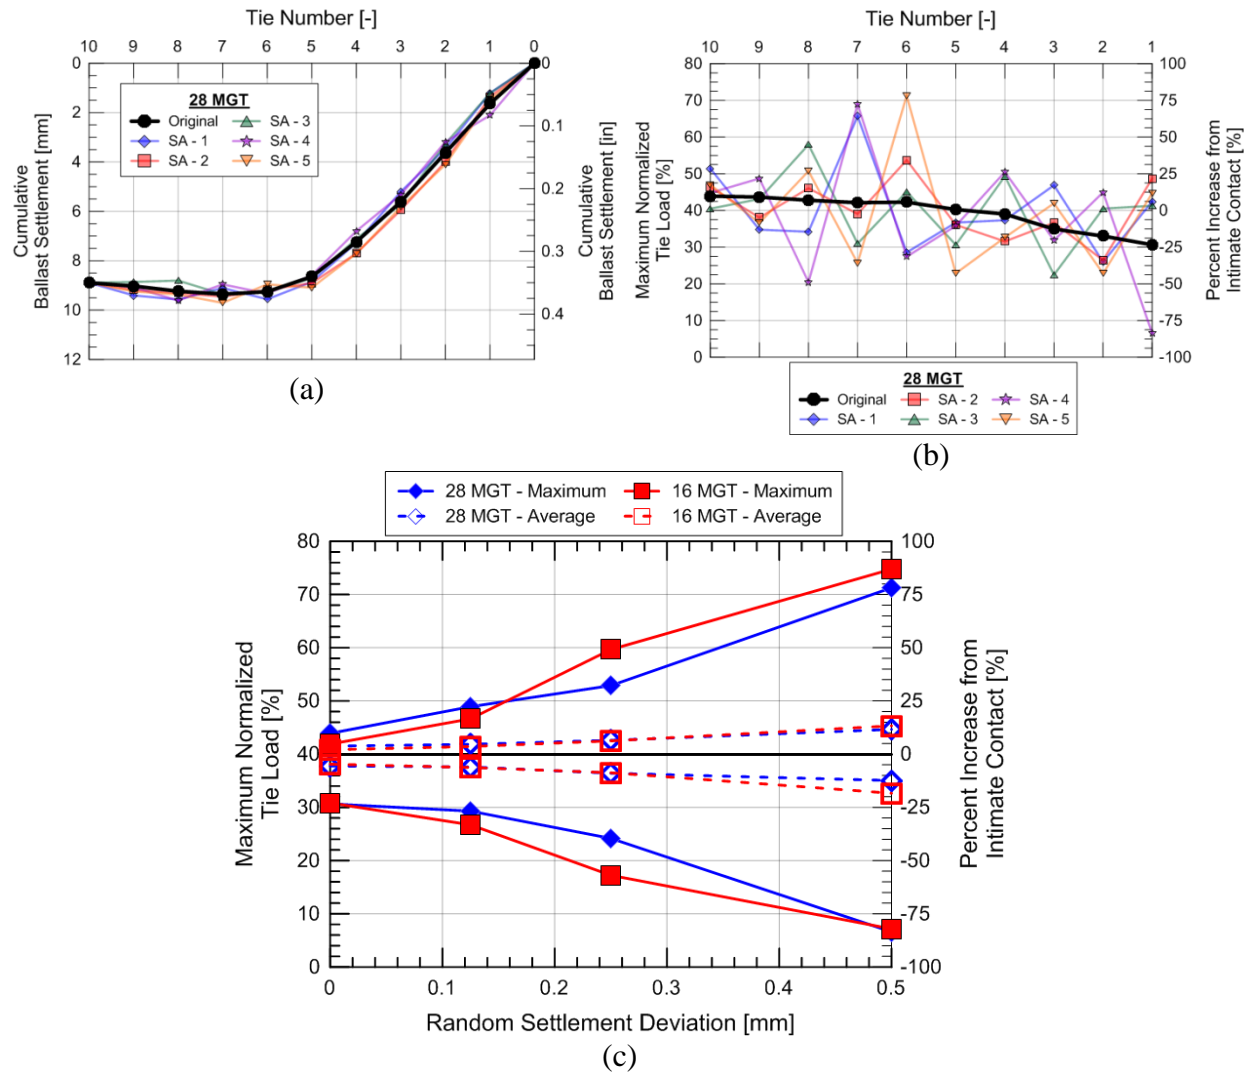 Tie Number [-]
10 9 8 7 6 5 4 3 2 1 0
0
2
4
6
8
10
12
Cumulative
Ballast Settlement [mm]
28 MGT
Original SA - 3
SA - 1 SA - 4
SA - 2 SA - 5
0
0.1
0.2
0.3
0.4
Cumulative
Ballast Settlement [in]
(a)
Tie Number [-]
10 9 8 7 6 5 4 3 2 1
80
70
60
50
40
30
20
10
0
Maximum Normalized
Tie Load [%]
100
75
50
25
0
-25
-50
-75
-100
Percent Increase from
Intimate Contact [%]
28 MGT
Original SA - 2 SA - 4
SA - 1 SA - 3 SA - 5
(b)
28 MGT - Maximum 16 MGT - Maximum
28 MGT - Average 16 MGT - Average
80
70
60
50
40
30
20
10
0
Maximum Normalized
Tie Load [%]
100
75
50
25
0
-25
-50
-75
-100
Percent Increase from
Intimate Contact [%]
0 0.1 0.2 0.3 0.4 0.5
Random Settlement Deviation [mm]
(c)